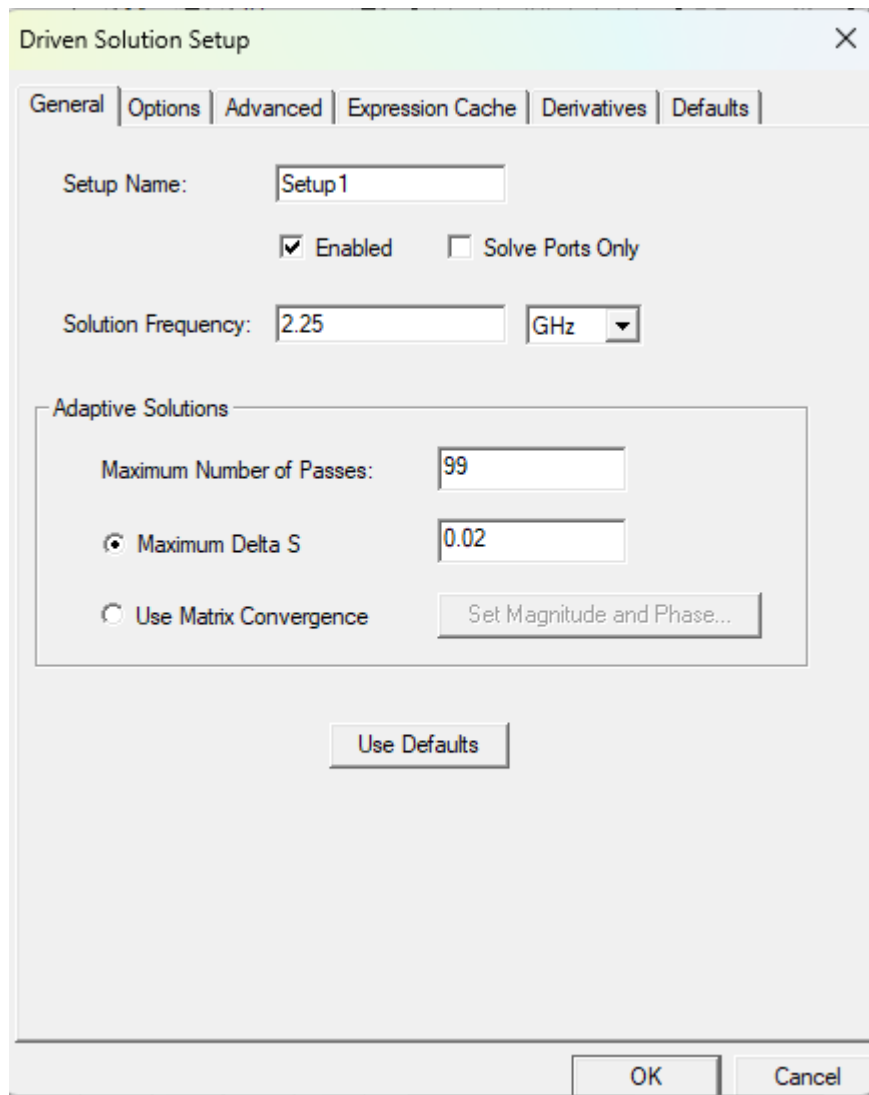 Driven Solution Setup
General Options Advanced Expression Cache Derivatives Defaults
Setup Name: Setup1
Enabled Solve Ports Only
Solution Frequency: 2.25 GHz
Adaptive Solutions
Maximum Number of Passes: 99
Maximum Delta S 0.02
Use Matrix Convergence Set Magnitude and Phase...
Use Defaults
OK Cancel